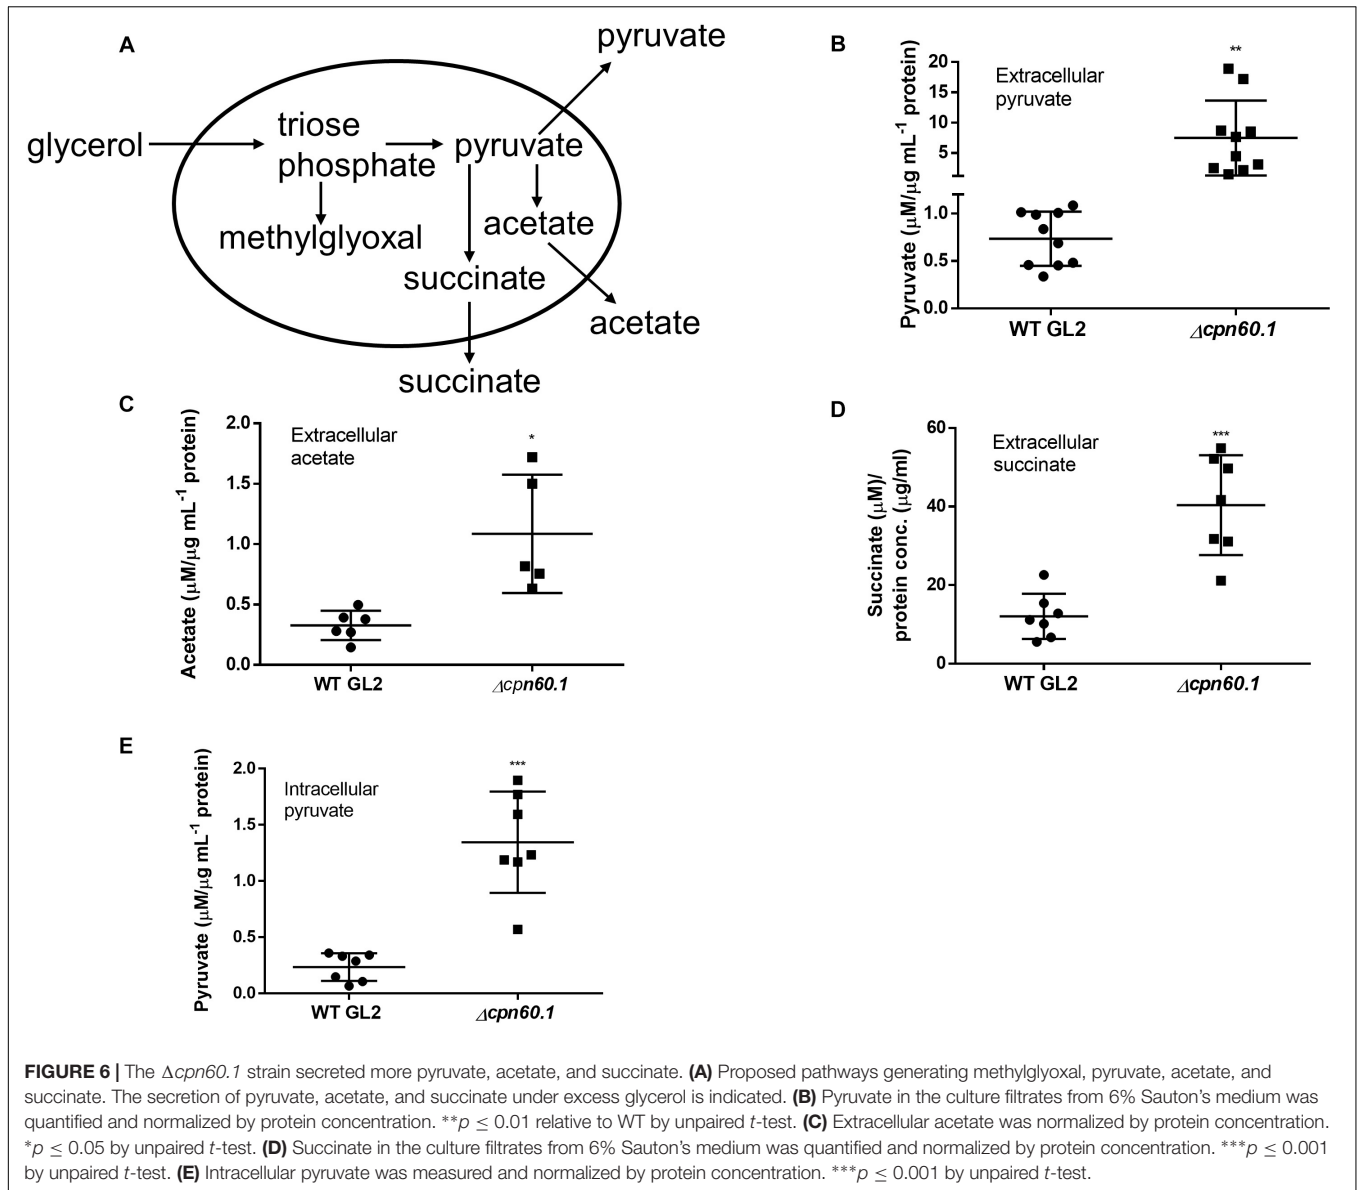 A
pyruvate
glycerol
triose
phosphate
pyruvate
methylglyoxal
acetate
succinate
acetate
succinate
B
Pyruvate (μM/μg mL-1 protein)
20
15
10
5
1.0
0.5
0.0
Extracellular
pyruvate
**
WT GL2
Δcpn60.1
C
Acetate (μM/μg mL-1 protein)
2.0
1.5
1.0
0.5
0.0
Extracellular
acetate
*
WT GL2
Δcpn60.1
D
Succinate (μM)/
protein conc. (μg/ml)
60
40
20
0
Extracellular
succinate
***
WT GL2
Δcpn60.1
E
Pyruvate (μM/μg mL-1 protein)
2.0
1.5
1.0
0.5
0.0
Intracellular
pyruvate
***
WT GL2
Δcpn60.1
FIGURE 6 | The Δcpn60.1 strain secreted more pyruvate, acetate, and succinate. (A) Proposed pathways generating methylglyoxal, pyruvate, acetate, and
succinate. The secretion of pyruvate, acetate, and succinate under excess glycerol is indicated. (B) Pyruvate in the culture filtrates from 6% Sauton's medium was
quantified and normalized by protein concentration. **p ≤ 0.01 relative to WT by unpaired t-test. (C) Extracellular acetate was normalized by protein concentration.
*p ≤ 0.05 by unpaired t-test. (D) Succinate in the culture filtrates from 6% Sauton's medium was quantified and normalized by protein concentration. ***p ≤ 0.001
by unpaired t-test. (E) Intracellular pyruvate was measured and normalized by protein concentration. ***p ≤ 0.001 by unpaired t-test.